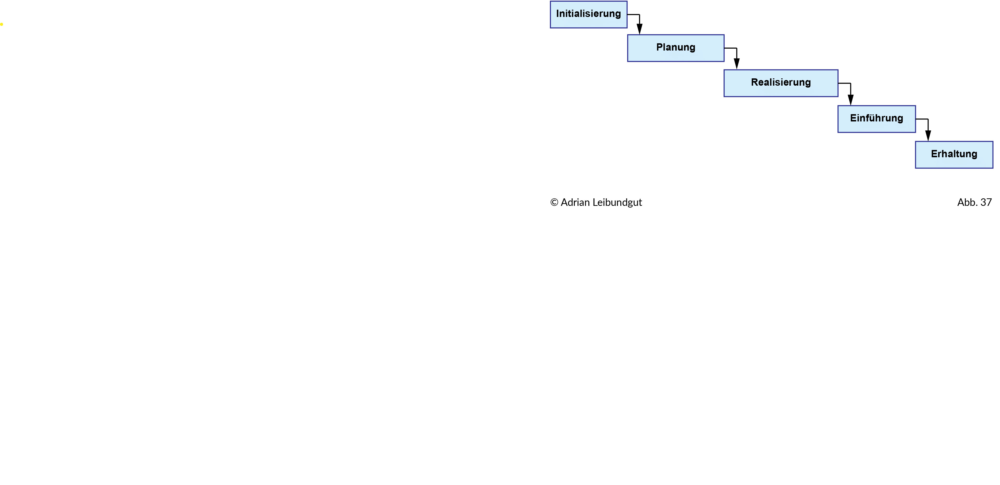 Initialisierung
Planung
Realisierung
Einführung
Erhaltung
© Adrian Leibundgut
Abb. 37